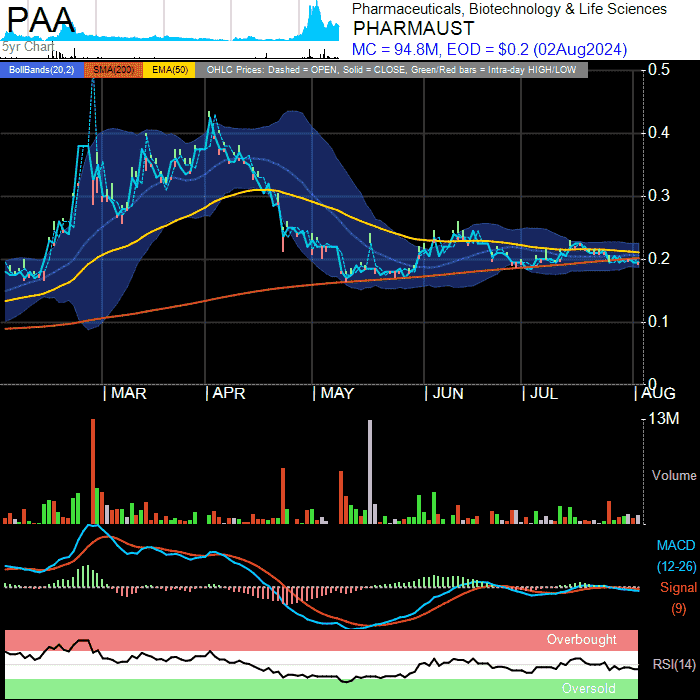 PAA
5yr Chart
Pharmaceuticals, Biotechnology & Life Sciences
PHARMAUST
MC = 94.8M, EOD = $0.2 (02Aug2024)
BollBands(20,2) SMA(200) EMA(50) OHLC Prices: Dashed = OPEN, Solid = CLOSE, Green/Red bars = Intra-day HIGH/LOW
0.5
0.4
0.3
0.2
0.1
0
| MAR | APR | MAY | JUN | JUL | AUG
13M
Volume
MACD
(12-26)
Signal
(9)
Overbought
RSI(14)
Oversold